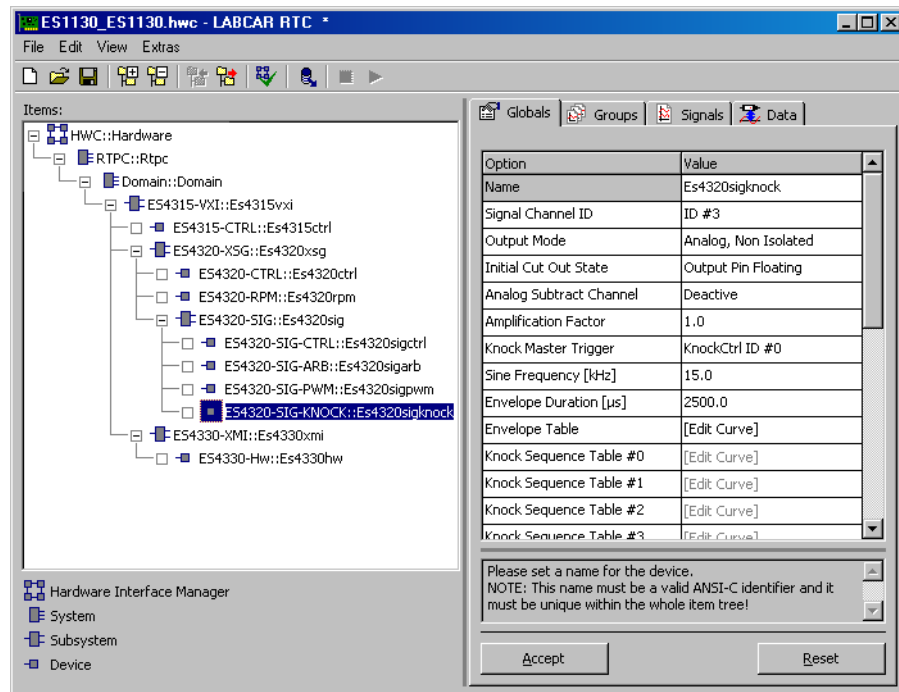 ES1130_ES1130.hwc - LABCAR RTC *
File Edit View Extras
Items:
HWC::Hardware
RTPC::Rtpc
Domain::Domain
ES4315-VXI::Es4315vxi
ES4315-CTRL::Es4315ctrl
ES4320-XSG::Es4320xsg
ES4320-CTRL::Es4320ctrl
ES4320-RPM::Es4320rpm
ES4320-SIG::Es4320sig
ES4320-SIG-CTRL::Es4320sigctrl
ES4320-SIG-ARB::Es4320sigarb
ES4320-SIG-PWM::Es4320sigpwm
ES4320-SIG-KNOCK::Es4320sigknock
ES4330-XMI::Es4330xmi
ES4330-Hw::Es4330hw
Hardware Interface Manager
System
Subsystem
Device
Globals Groups Signals Data
Option Value
Name Es4320sigknock
Signal Channel ID ID #3
Output Mode Analog, Non Isolated
Initial Cut Out State Output Pin Floating
Analog Subtract Channel Deactive
Amplification Factor 1.0
Knock Master Trigger KnockCtrl ID #0
Sine Frequency [kHz] 15.0
Envelope Duration [µs] 2500.0
Envelope Table [Edit Curve]
Knock Sequence Table #0 [Edit Curve]
Knock Sequence Table #1 [Edit Curve]
Knock Sequence Table #2 [Edit Curve]
Knock Sequence Table #3 [Edit Curve]
Please set a name for the device.
NOTE: This name must be a valid ANSI-C identifier and it
must be unique within the whole item tree!
Accept Reset